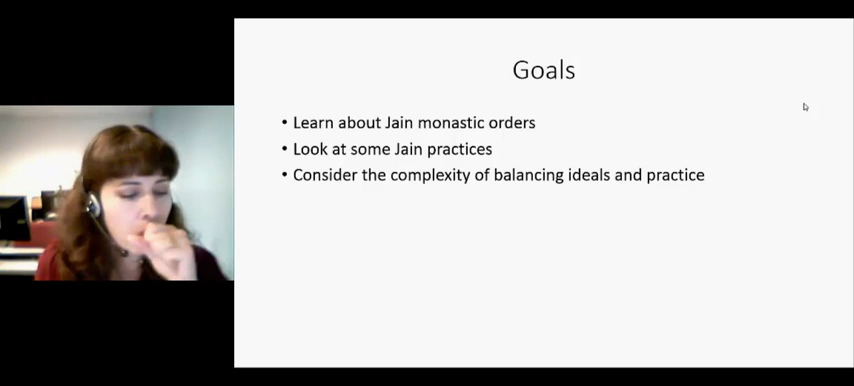 Goals
• Learn about Jain monastic orders
• Look at some Jain practices
• Consider the complexity of balancing ideals and practice